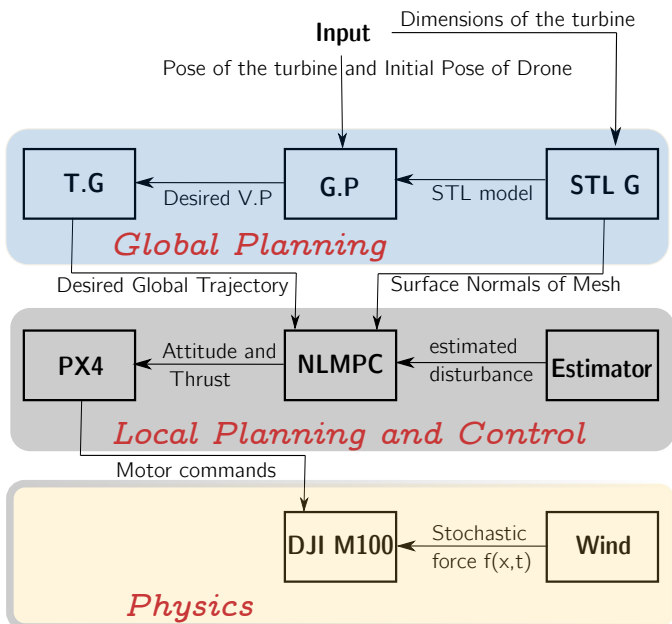 Dimensions of the turbine
Input
Pose of the turbine and Initial Pose of Drone
T.G
Desired V.P
G.P
STL model
STL G
Global Planning
Desired Global Trajectory
Surface Normals of Mesh
PX4
Attitude and
Thrust
NLMPC
estimated
disturbance
Estimator
Local Planning and Control
Motor commands
DJI M100
Stochastic
force f(x,t)
Wind
Physics